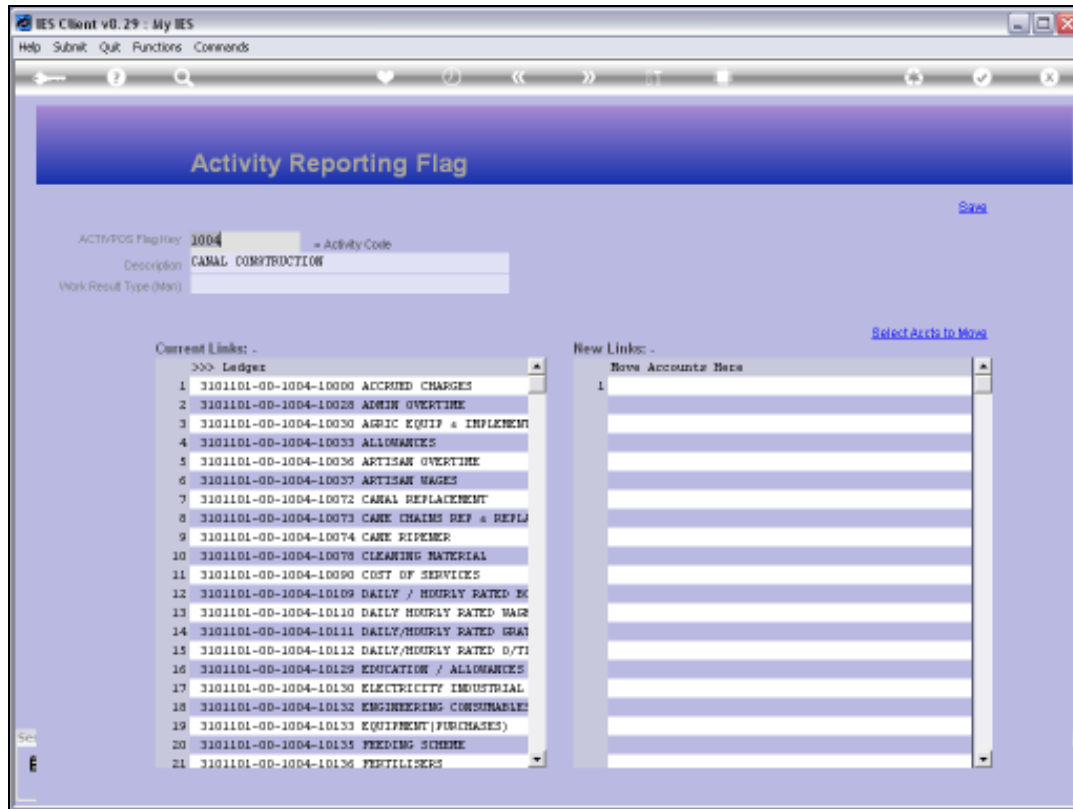 IES Client v8.29 : My IES
Help Submit Quit Functions Commands
Activity Reporting Flag
Save
ACTIVPOS Flag Key 1004 = Activity Code
Description CANAL CONSTRUCTION
Work Result Type (Man)
Select Accts to Move
Current Links: -
New Links: -
>>> Ledger
Move Accounts Here
1 3101101-00-1004-10000 ACCRUED CHARGES
1
2 3101101-00-1004-10028 ADMIN OVERTIME
3 3101101-00-1004-10030 AGRIC EQUIP & IMPLEMENT
4 3101101-00-1004-10033 ALLOWANCES
5 3101101-00-1004-10036 ARTISAN OVERTIME
6 3101101-00-1004-10037 ARTISAN WAGES
7 3101101-00-1004-10072 CANAL REPLACEMENT
8 3101101-00-1004-10073 CANE CHAINS REP & REPLA
9 3101101-00-1004-10074 CANE RIPENER
10 3101101-00-1004-10078 CLEANING MATERIAL
11 3101101-00-1004-10090 COST OF SERVICES
12 3101101-00-1004-10109 DAILY / HOURLY RATED BO
13 3101101-00-1004-10110 DAILY HOURLY RATED WAGE
14 3101101-00-1004-10111 DAILY/HOURLY RATED GRAT
15 3101101-00-1004-10112 DAILY/HOURLY RATED O/TI
16 3101101-00-1004-10129 EDUCATION / ALLOWANCES
17 3101101-00-1004-10130 ELECTRICITY INDUSTRIAL
18 3101101-00-1004-10132 ENGINEERING CONSUMABLES
19 3101101-00-1004-10133 EQUIPMENT(PURCHASES)
20 3101101-00-1004-10135 FEEDING SCHEME
21 3101101-00-1004-10136 FERTILISERS